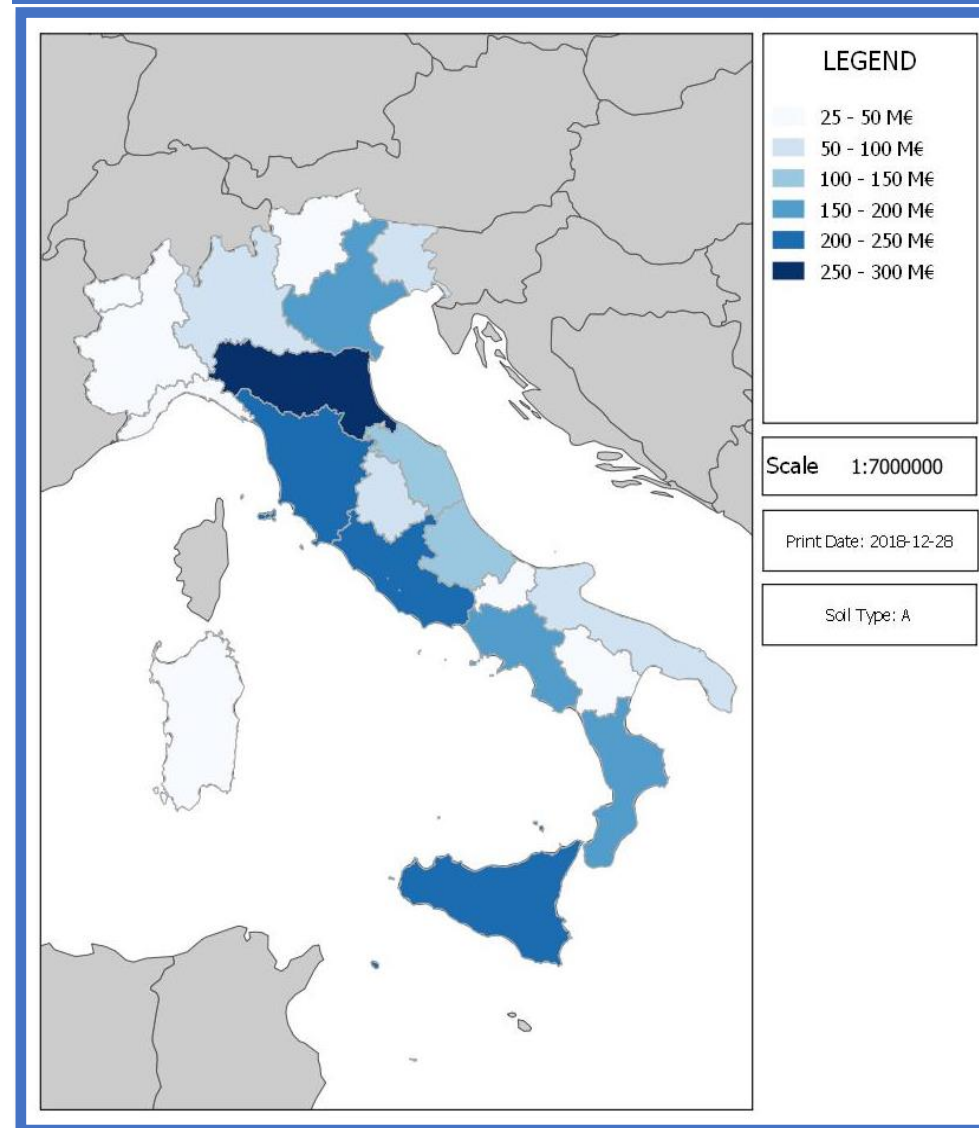 LEGEND
25 - 50 M€
50 - 100 M€
100 - 150 M€
150 - 200 M€
200 - 250 M€
250 - 300 M€
Scale 1:7000000
Print Date: 2018-12-28
Soil Type: A